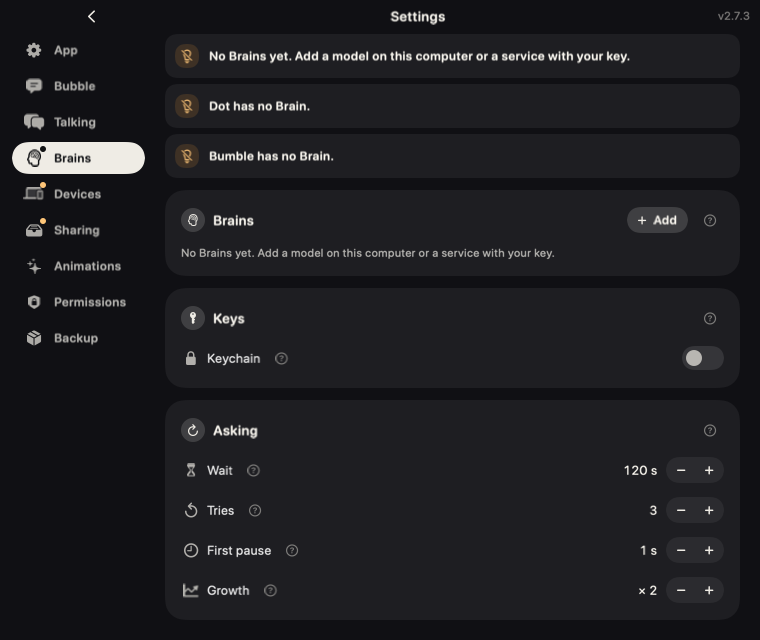 Settings
v2.7.3
App
Bubble
Talking
Brains
Devices
Sharing
Animations
Permissions
Backup
No Brains yet. Add a model on this computer or a service with your key.
Dot has no Brain.
Bumble has no Brain.
Brains
+ Add
?
No Brains yet. Add a model on this computer or a service with your key.
Keys
?
Keychain ?
Asking
?
Wait ? 120 s − +
Tries ? 3 − +
First pause ? 1 s − +
Growth ? × 2 − +